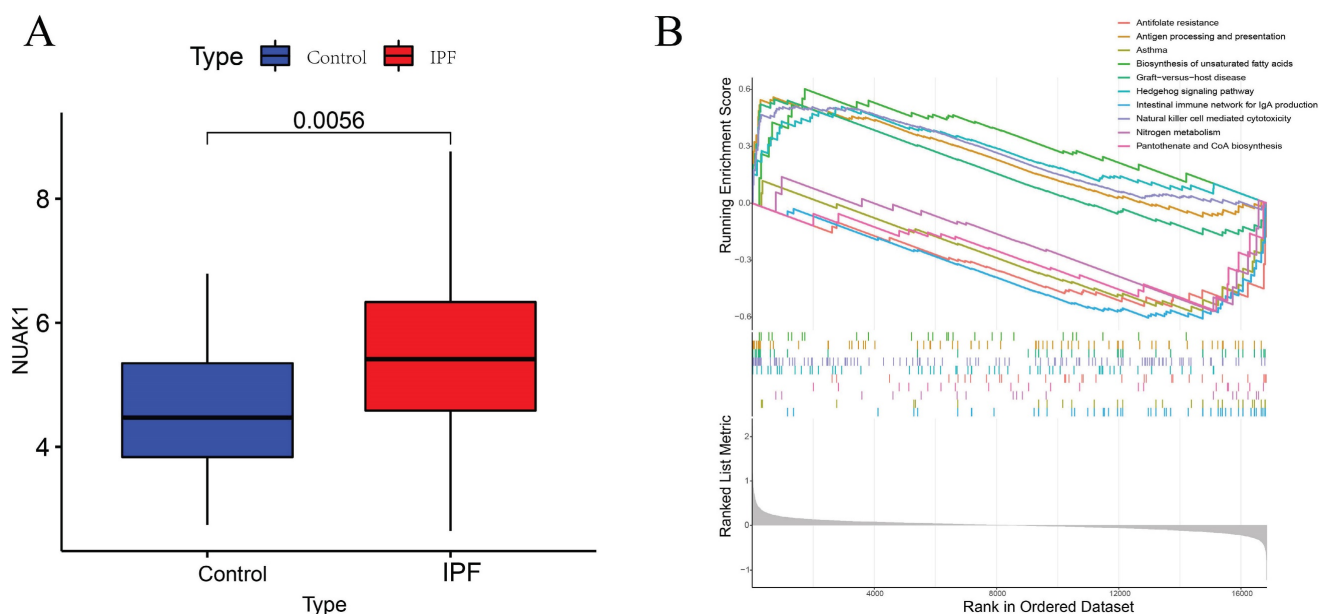 A
Type Control IPF
0.0056
NUAK1
8
6
4
Control IPF
Type
B
Antifolate resistance
Antigen processing and presentation
Asthma
Biosynthesis of unsaturated fatty acids
Graft-versus-host disease
Hedgehog signaling pathway
Intestinal immune network for IgA production
Natural killer cell mediated cytotoxicity
Nitrogen metabolism
Pantothenate and CoA biosynthesis
Running Enrichment Score
0.6
0.3
0.0
−0.3
−0.6
Ranked List Metric
2
1
0
−1
4000 8000 12000 16000
Rank in Ordered Dataset